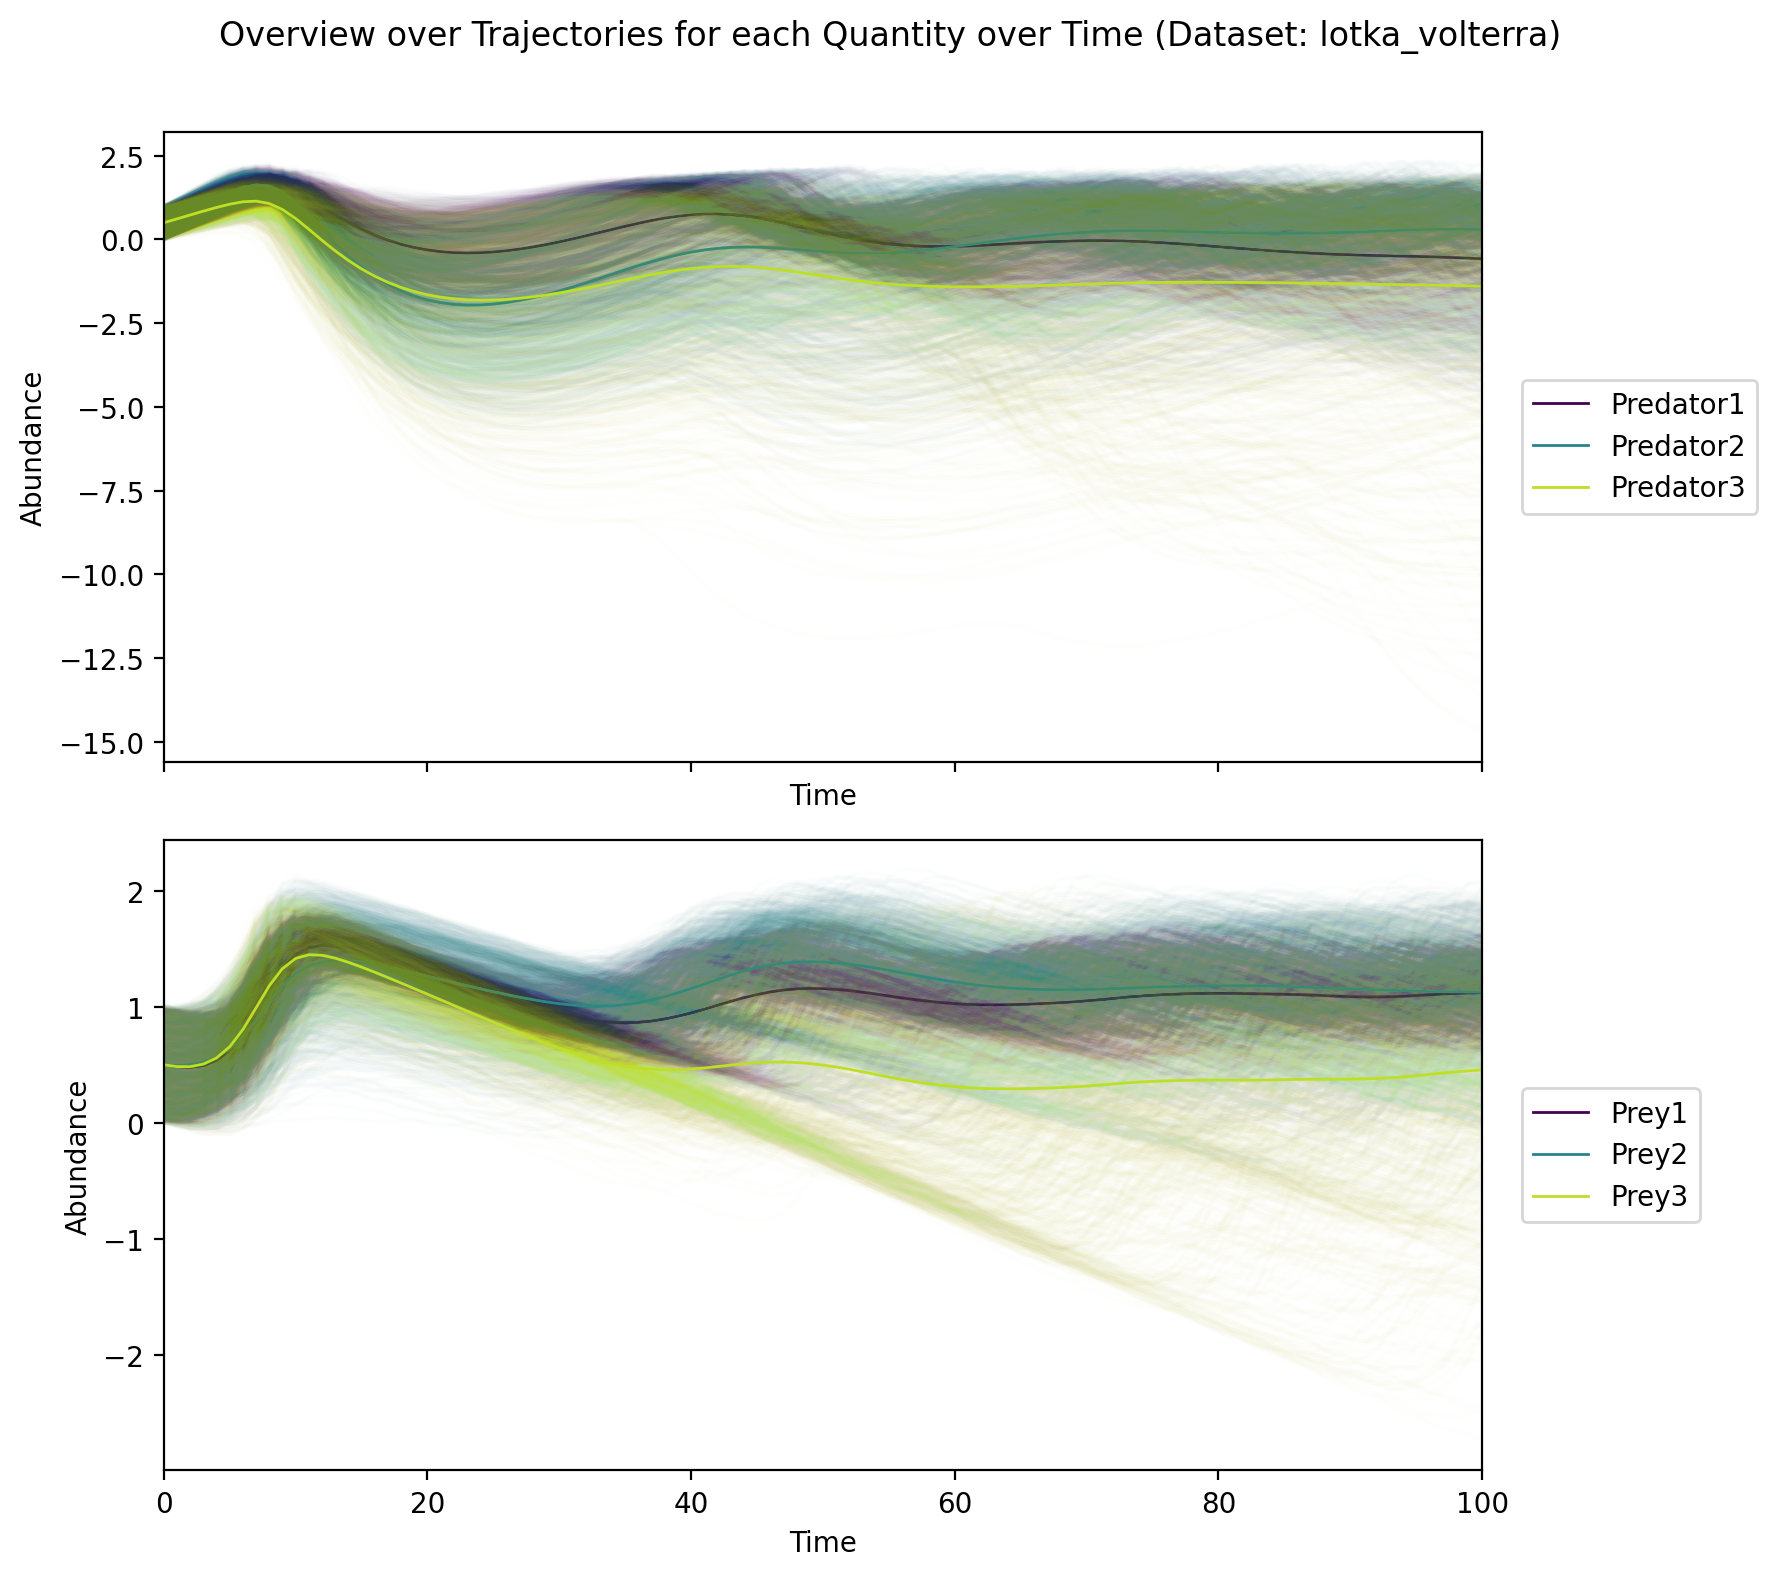 Overview over Trajectories for each Quantity over Time (Dataset: lotka_volterra)
2.5
0.0
−2.5
−5.0
−7.5
−10.0
−12.5
−15.0
Abundance
Time
Predator1
Predator2
Predator3
2
1
0
−1
−2
Abundance
0 20 40 60 80 100
Time
Prey1
Prey2
Prey3